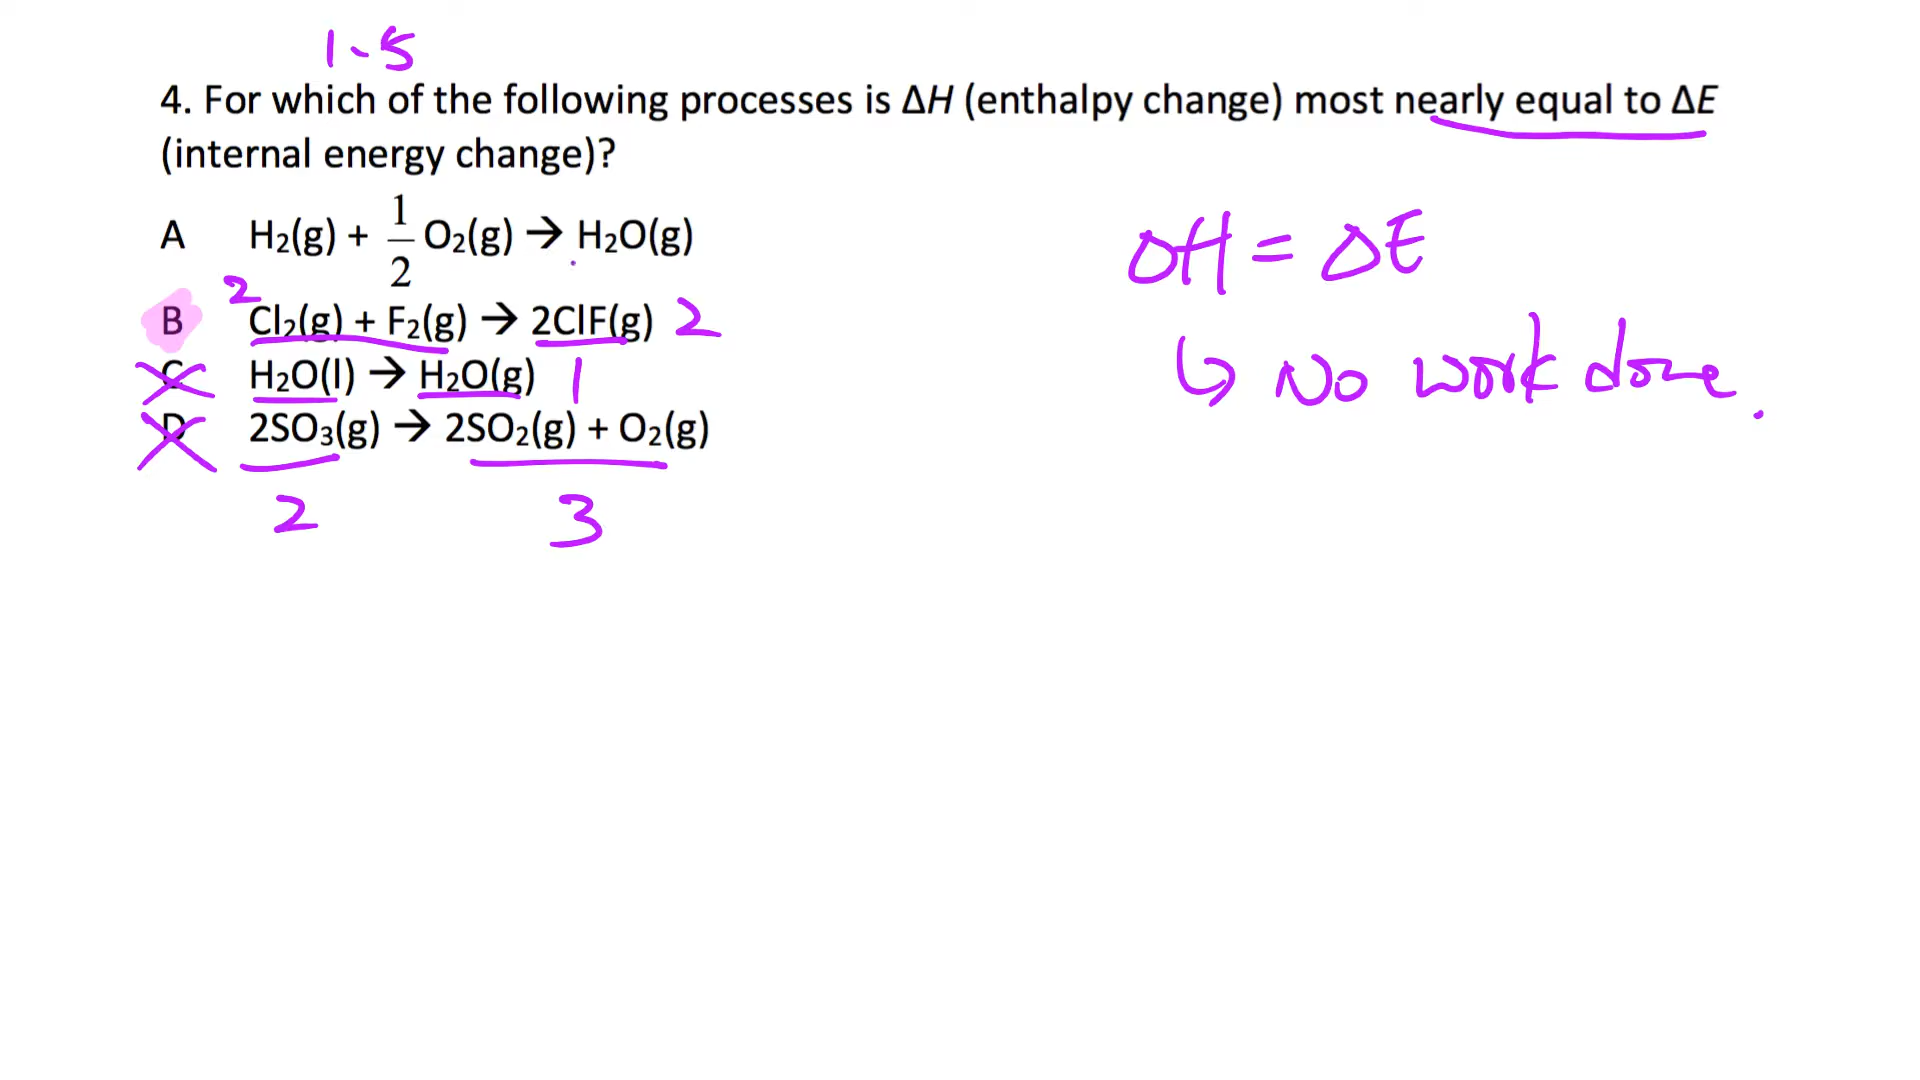 1.5
4. For which of the following processes is ΔH (enthalpy change) most nearly equal to ΔE
(internal energy change)?
A H₂(g) + 1/2 O₂(g) → H₂O(g)
ΔH = ΔE
B 2 Cl₂(g) + F₂(g) → 2ClF(g) 2
↳ No work done.
C H₂O(l) → H₂O(g) 1
D 2SO₃(g) → 2SO₂(g) + O₂(g)
2 3